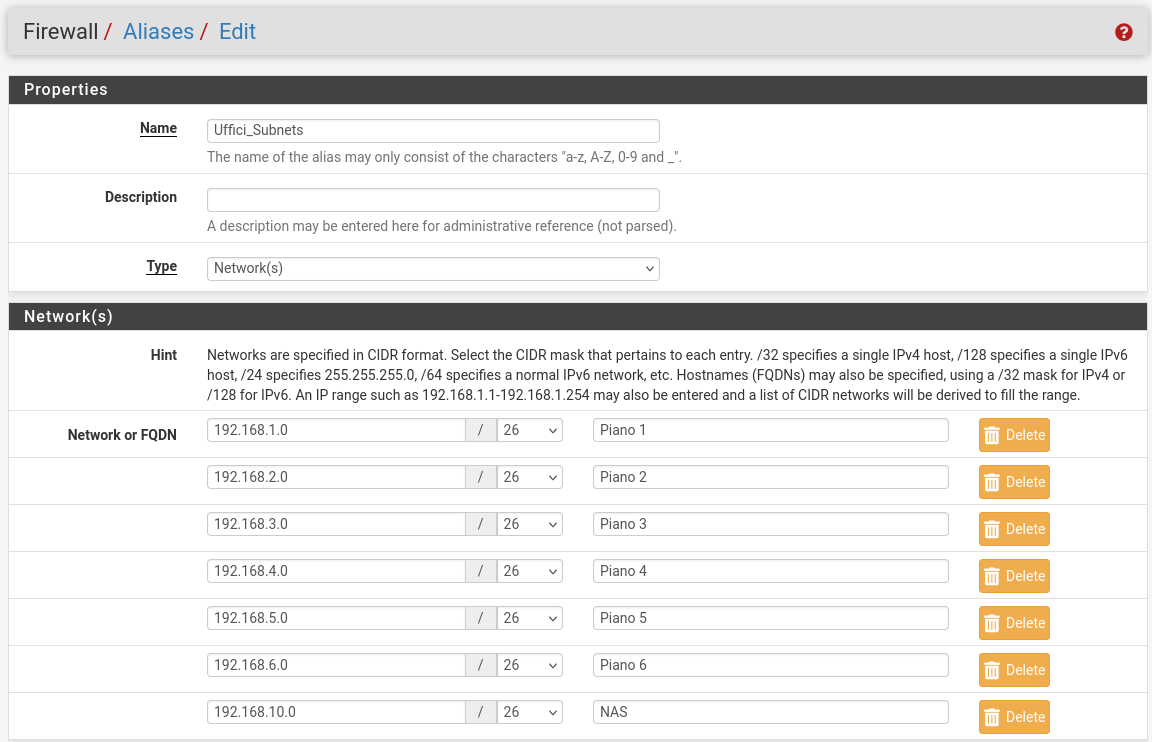 Firewall / Aliases / Edit
Properties
Name Uffici_Subnets
The name of the alias may only consist of the characters "a-z, A-Z, 0-9 and _".
Description
A description may be entered here for administrative reference (not parsed).
Type Network(s)
Network(s)
Hint Networks are specified in CIDR format. Select the CIDR mask that pertains to each entry. /32 specifies a single IPv4 host, /128 specifies a single IPv6
host, /24 specifies 255.255.255.0, /64 specifies a normal IPv6 network, etc. Hostnames (FQDNs) may also be specified, using a /32 mask for IPv4 or
/128 for IPv6. An IP range such as 192.168.1.1-192.168.1.254 may also be entered and a list of CIDR networks will be derived to fill the range.
Network or FQDN 192.168.1.0 / 26 Piano 1 Delete
192.168.2.0 / 26 Piano 2 Delete
192.168.3.0 / 26 Piano 3 Delete
192.168.4.0 / 26 Piano 4 Delete
192.168.5.0 / 26 Piano 5 Delete
192.168.6.0 / 26 Piano 6 Delete
192.168.10.0 / 26 NAS Delete